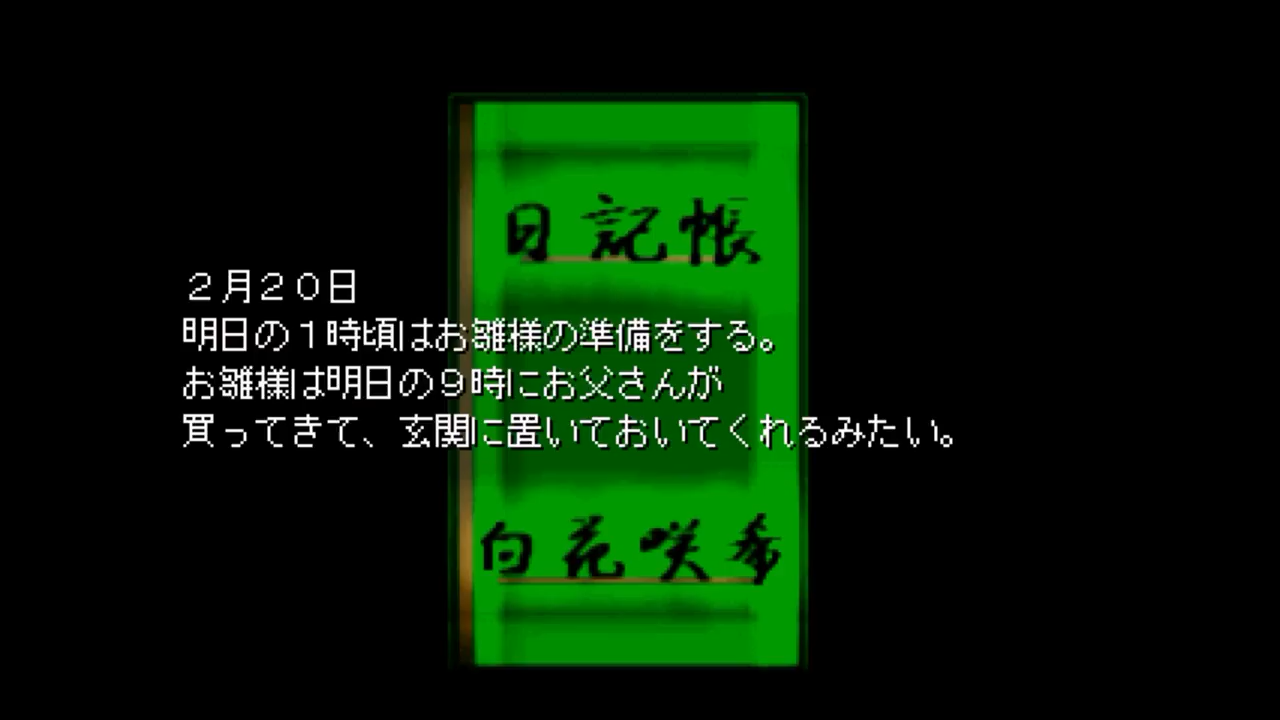 日記帳
２月２０日
明日の１時頃はお雛様の準備をする。
お雛様は明日の９時にお父さんが
買ってきて、玄関に置いておいてくれるみたい。
向花咲希